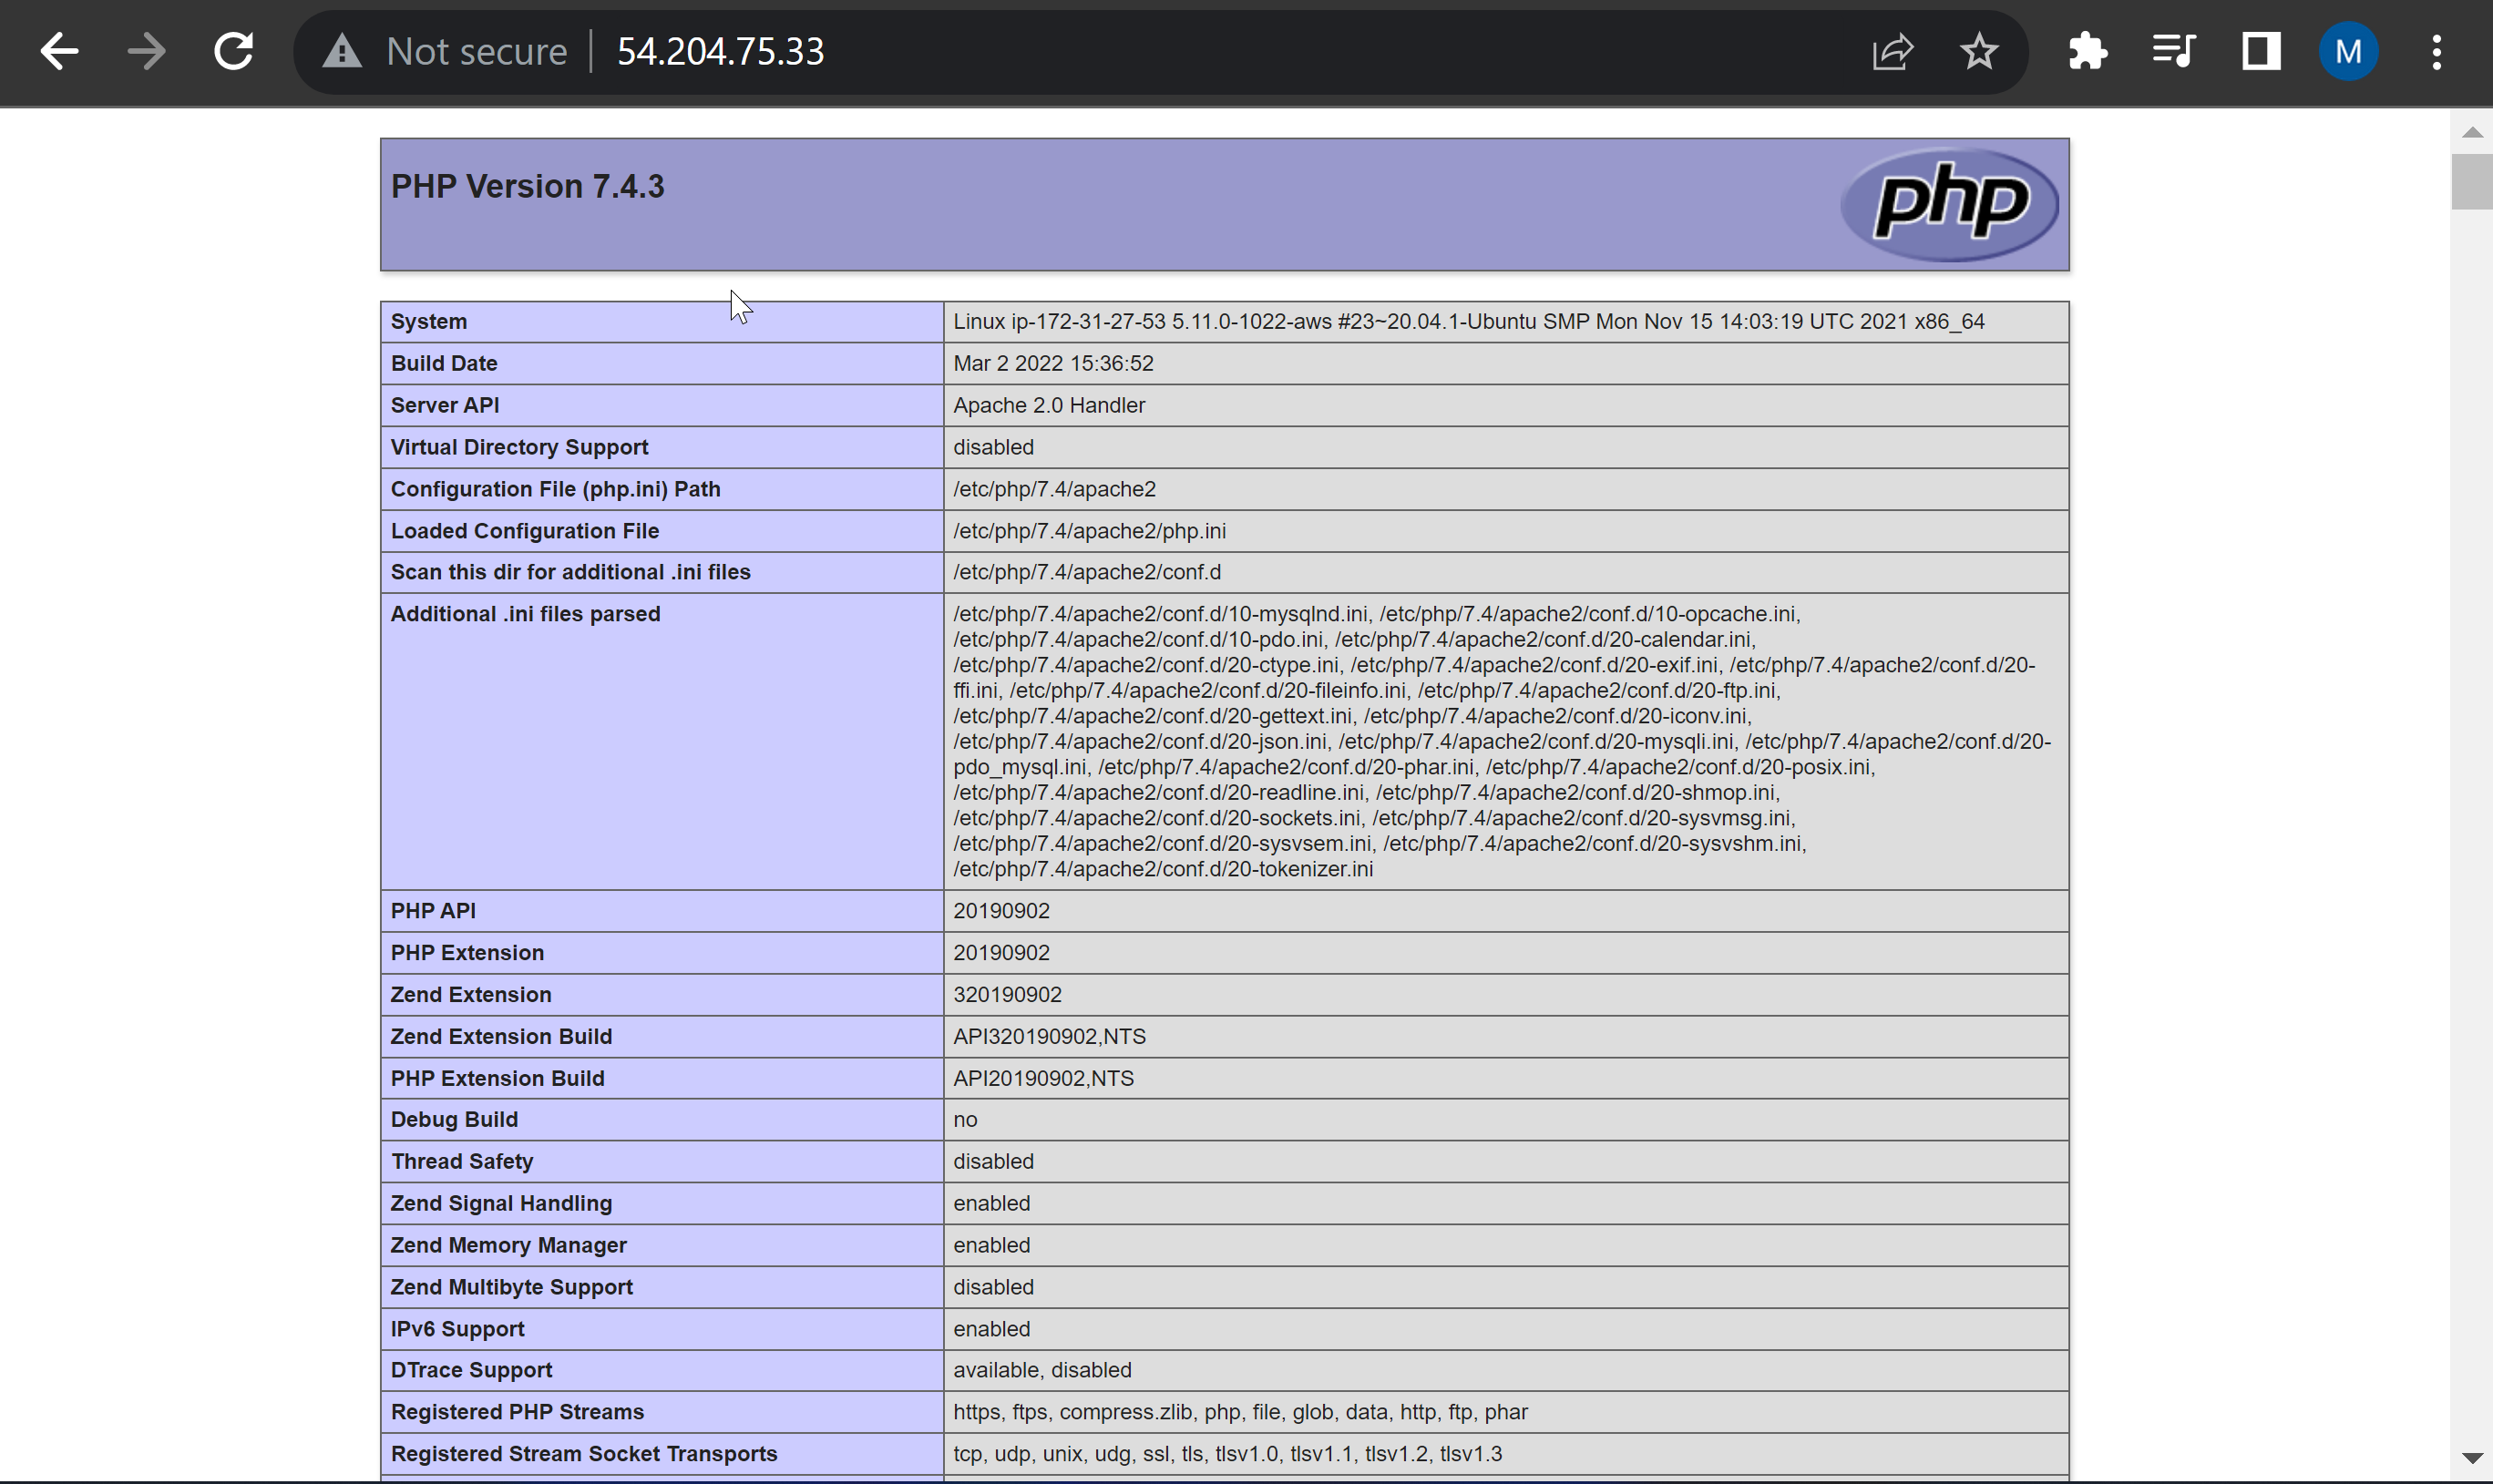 Not secure 54.204.75.33 M
PHP Version 7.4.3 php
System Linux ip-172-31-27-53 5.11.0-1022-aws #23~20.04.1-Ubuntu SMP Mon Nov 15 14:03:19 UTC 2021 x86_64
Build Date Mar 2 2022 15:36:52
Server API Apache 2.0 Handler
Virtual Directory Support disabled
Configuration File (php.ini) Path /etc/php/7.4/apache2
Loaded Configuration File /etc/php/7.4/apache2/php.ini
Scan this dir for additional .ini files /etc/php/7.4/apache2/conf.d
Additional .ini files parsed /etc/php/7.4/apache2/conf.d/10-mysqlnd.ini, /etc/php/7.4/apache2/conf.d/10-opcache.ini,
/etc/php/7.4/apache2/conf.d/10-pdo.ini, /etc/php/7.4/apache2/conf.d/20-calendar.ini,
/etc/php/7.4/apache2/conf.d/20-ctype.ini, /etc/php/7.4/apache2/conf.d/20-exif.ini, /etc/php/7.4/apache2/conf.d/20-
ffi.ini, /etc/php/7.4/apache2/conf.d/20-fileinfo.ini, /etc/php/7.4/apache2/conf.d/20-ftp.ini,
/etc/php/7.4/apache2/conf.d/20-gettext.ini, /etc/php/7.4/apache2/conf.d/20-iconv.ini,
/etc/php/7.4/apache2/conf.d/20-json.ini, /etc/php/7.4/apache2/conf.d/20-mysqli.ini, /etc/php/7.4/apache2/conf.d/20-
pdo_mysql.ini, /etc/php/7.4/apache2/conf.d/20-phar.ini, /etc/php/7.4/apache2/conf.d/20-posix.ini,
/etc/php/7.4/apache2/conf.d/20-readline.ini, /etc/php/7.4/apache2/conf.d/20-shmop.ini,
/etc/php/7.4/apache2/conf.d/20-sockets.ini, /etc/php/7.4/apache2/conf.d/20-sysvmsg.ini,
/etc/php/7.4/apache2/conf.d/20-sysvsem.ini, /etc/php/7.4/apache2/conf.d/20-sysvshm.ini,
/etc/php/7.4/apache2/conf.d/20-tokenizer.ini
PHP API 20190902
PHP Extension 20190902
Zend Extension 320190902
Zend Extension Build API320190902,NTS
PHP Extension Build API20190902,NTS
Debug Build no
Thread Safety disabled
Zend Signal Handling enabled
Zend Memory Manager enabled
Zend Multibyte Support disabled
IPv6 Support enabled
DTrace Support available, disabled
Registered PHP Streams https, ftps, compress.zlib, php, file, glob, data, http, ftp, phar
Registered Stream Socket Transports tcp, udp, unix, udg, ssl, tls, tlsv1.0, tlsv1.1, tlsv1.2, tlsv1.3